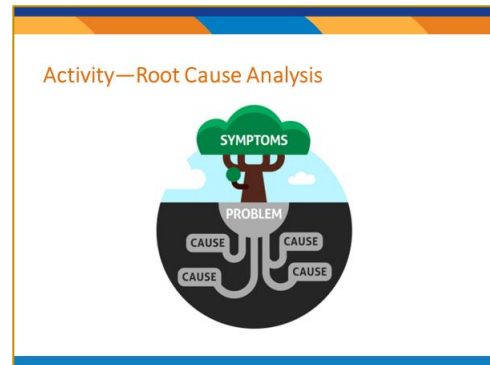 Activity—Root Cause Analysis
SYMPTOMS
PROBLEM
CAUSE
CAUSE
CAUSE
CAUSE